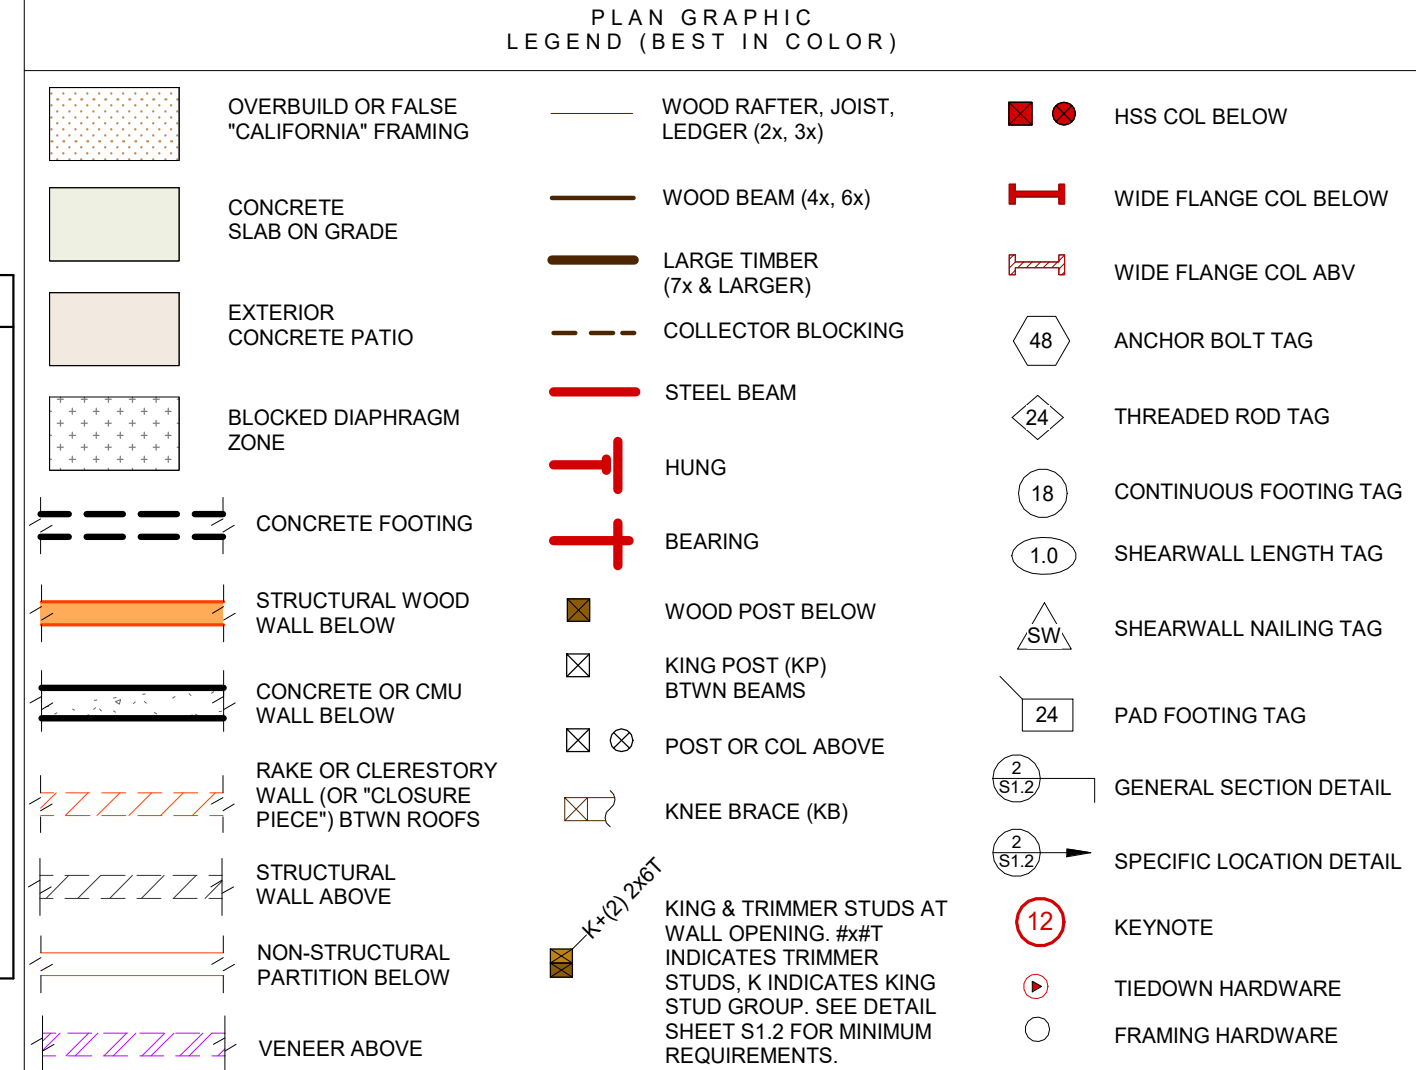 PLAN GRAPHIC
LEGEND (BEST IN COLOR)
OVERBUILD OR FALSE
"CALIFORNIA" FRAMING
CONCRETE
SLAB ON GRADE
EXTERIOR
CONCRETE PATIO
BLOCKED DIAPHRAGM
ZONE
CONCRETE FOOTING
STRUCTURAL WOOD
WALL BELOW
CONCRETE OR CMU
WALL BELOW
RAKE OR CLERESTORY
WALL (OR "CLOSURE
PIECE") BTWN ROOFS
STRUCTURAL
WALL ABOVE
NON-STRUCTURAL
PARTITION BELOW
VENEER ABOVE
WOOD RAFTER, JOIST,
LEDGER (2x, 3x)
WOOD BEAM (4x, 6x)
LARGE TIMBER
(7x & LARGER)
COLLECTOR BLOCKING
STEEL BEAM
HUNG
BEARING
WOOD POST BELOW
KING POST (KP)
BTWN BEAMS
POST OR COL ABOVE
KNEE BRACE (KB)
K+(2) 2x6T
KING & TRIMMER STUDS AT
WALL OPENING. #x#T
INDICATES TRIMMER
STUDS, K INDICATES KING
STUD GROUP. SEE DETAIL
SHEET S1.2 FOR MINIMUM
REQUIREMENTS.
HSS COL BELOW
WIDE FLANGE COL BELOW
WIDE FLANGE COL ABV
48
ANCHOR BOLT TAG
24
THREADED ROD TAG
18
CONTINUOUS FOOTING TAG
1.0
SHEARWALL LENGTH TAG
SW
SHEARWALL NAILING TAG
24
PAD FOOTING TAG
2
S1.2
GENERAL SECTION DETAIL
2
S1.2
SPECIFIC LOCATION DETAIL
12
KEYNOTE
TIEDOWN HARDWARE
FRAMING HARDWARE